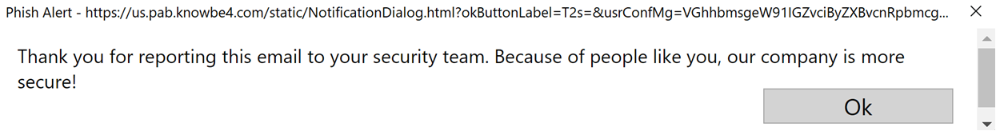 Phish Alert - https://us.pab.knowbe4.com/static/NotificationDialog.html?okButtonLabel=T2s=&usrConfMg=VGhhbmsgeW91IGZvciByZXBvcnRpbmcg...
Thank you for reporting this email to your security team. Because of people like you, our company is more
secure!
Ok